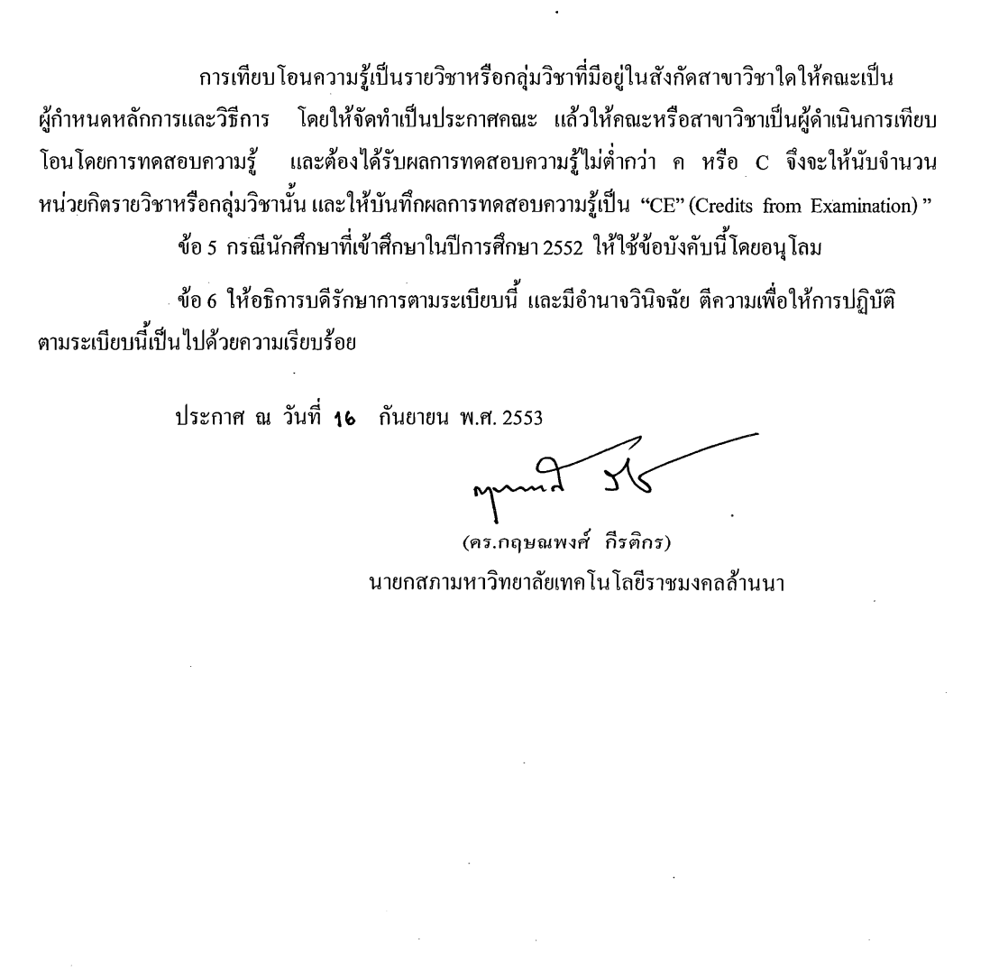 การเทียบโอนความรู้เป็นรายวิชาหรือกลุ่มวิชาที่มีอยู่ในสังกัดสาขาวิชาใดให้คณะเป็น
ผู้กำหนดหลักการและวิธีการ โดยให้จัดทำเป็นประกาศคณะ แล้วให้คณะหรือสาขาวิชาเป็นผู้ดำเนินการเทียบ
โอนโดยการทดสอบความรู้ และต้องได้รับผลการทดสอบความรู้ไม่ต่ำกว่า ค หรือ C จึงจะให้นับจำนวน
หน่วยกิตรายวิชาหรือกลุ่มวิชานั้น และให้บันทึกผลการทดสอบความรู้เป็น “CE” (Credits from Examination) ”
ข้อ 5 กรณีนักศึกษาที่เข้าศึกษาในปีการศึกษา 2552 ให้ใช้ข้อบังคับนี้โดยอนุโลม
ข้อ 6 ให้อธิการบดีรักษาการตามระเบียบนี้ และมีอำนาจวินิจฉัย ตีความเพื่อให้การปฏิบัติ
ตามระเบียบนี้เป็นไปด้วยความเรียบร้อย
ประกาศ ณ วันที่ 16 กันยายน พ.ศ. 2553
(ดร.กฤษณพงศ์ กีรติกร)
นายกสภามหาวิทยาลัยเทคโนโลยีราชมงคลล้านนา